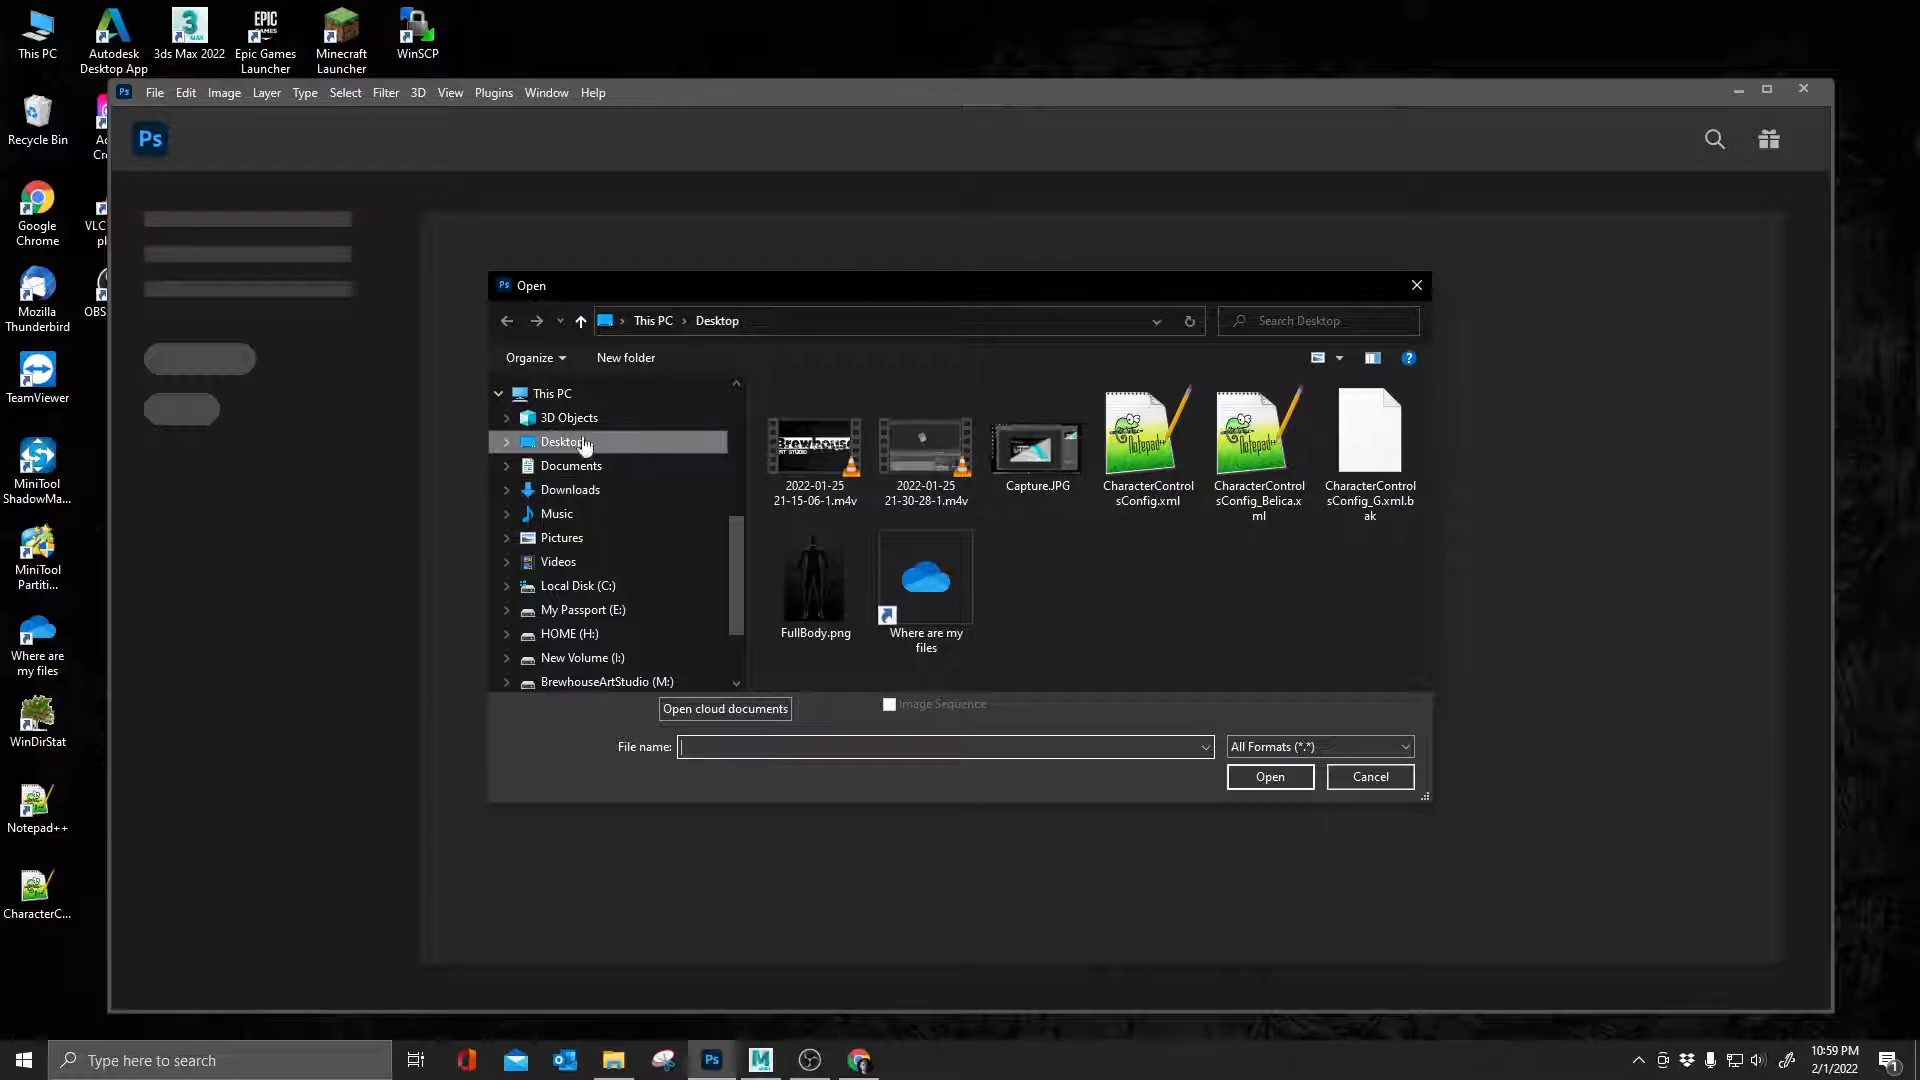 This PC
Autodesk
Desktop App
3ds Max 2022
Epic Games
Launcher
Minecraft
Launcher
WinSCP
Recycle Bin
Google
Chrome
Mozilla
Thunderbird
OBS
TeamViewer
MiniTool
ShadowMa...
MiniTool
Partiti...
Where are
my files
WinDirStat
Notepad++
CharacterC...
Ps
File
Edit
Image
Layer
Type
Select
Filter
3D
View
Plugins
Window
Help
Ps
Ps
Open
This PC
Desktop
Search Desktop
Organize
New folder
This PC
3D Objects
Desktop
Documents
Downloads
Music
Pictures
Videos
Local Disk (C:)
My Passport (E:)
HOME (H:)
New Volume (I:)
BrewhouseArtStudio (M:)
2022-01-25
21-15-06-1.m4v
2022-01-25
21-30-28-1.m4v
Capture.JPG
CharacterControl
sConfig.xml
CharacterControl
sConfig_Belica.x
ml
CharacterControl
sConfig_G.xml.b
ak
FullBody.png
Where are my
files
Open cloud documents
Image Sequence
File name:
All Formats (*.*)
Open
Cancel
Type here to search
Ps
10:59 PM
2/1/2022
1